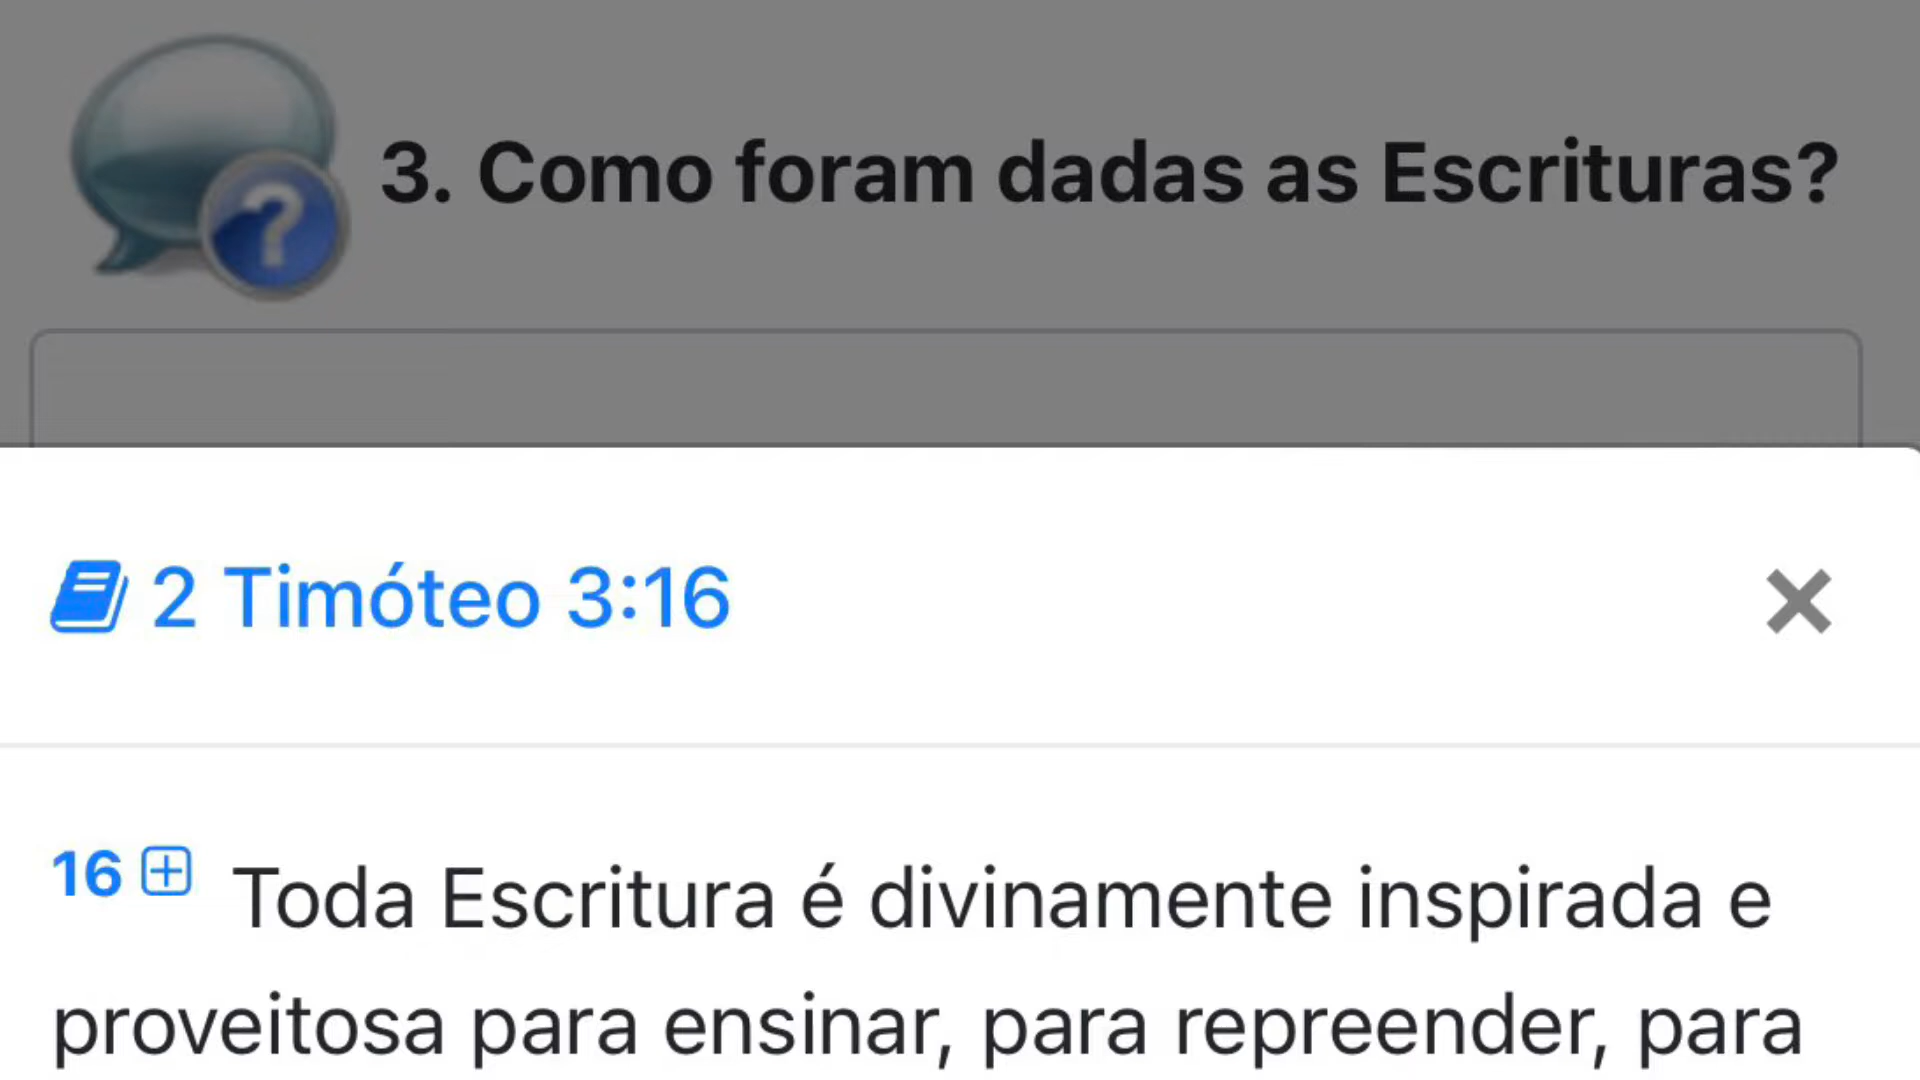 3. Como foram dadas as Escrituras?
2 Timóteo 3:16
16 Toda Escritura é divinamente inspirada e
proveitosa para ensinar, para repreender, para